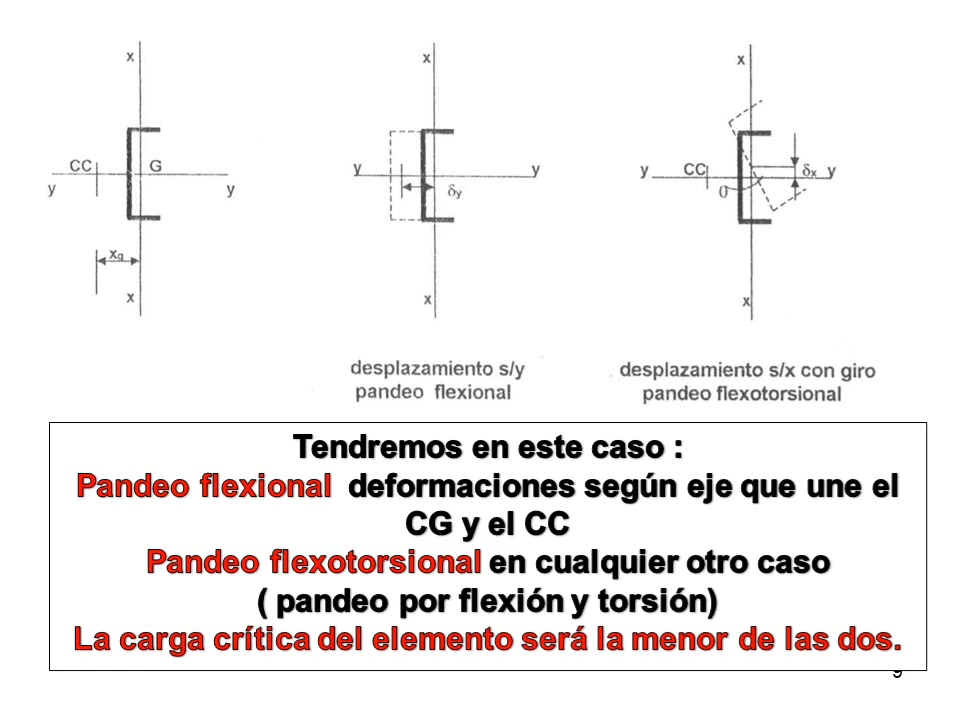 x
CC
G
y
y
xg
x
x
y
y
δy
x
x
y
CC
θ
δx
y
x
desplazamiento s/y
pandeo flexional
desplazamiento s/x con giro
pandeo flexotorsional
Tendremos en este caso :
Pandeo flexional deformaciones según eje que une el
CG y el CC
Pandeo flexotorsional en cualquier otro caso
( pandeo por flexión y torsión)
La carga crítica del elemento será la menor de las dos.
9